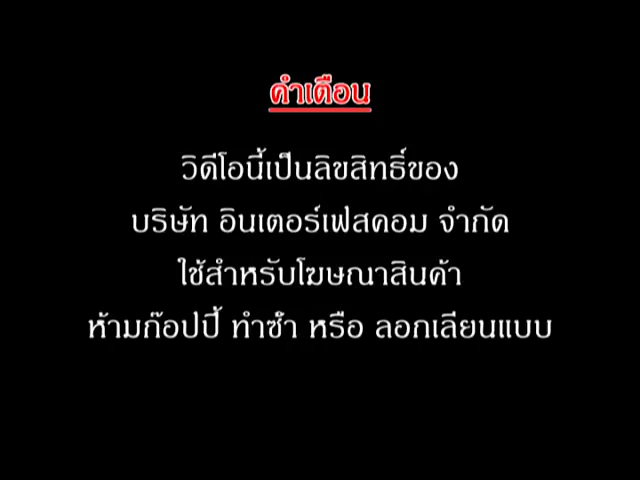 คำเตือน
วิดีโอนี้เป็นลิขสิทธิ์ของ
บริษัท อินเตอร์เฟสคอม จำกัด
ใช้สำหรับโฆษณาสินค้า
ห้ามก๊อปปี้ ทำซ้ำ หรือ ลอกเลียนแบบ